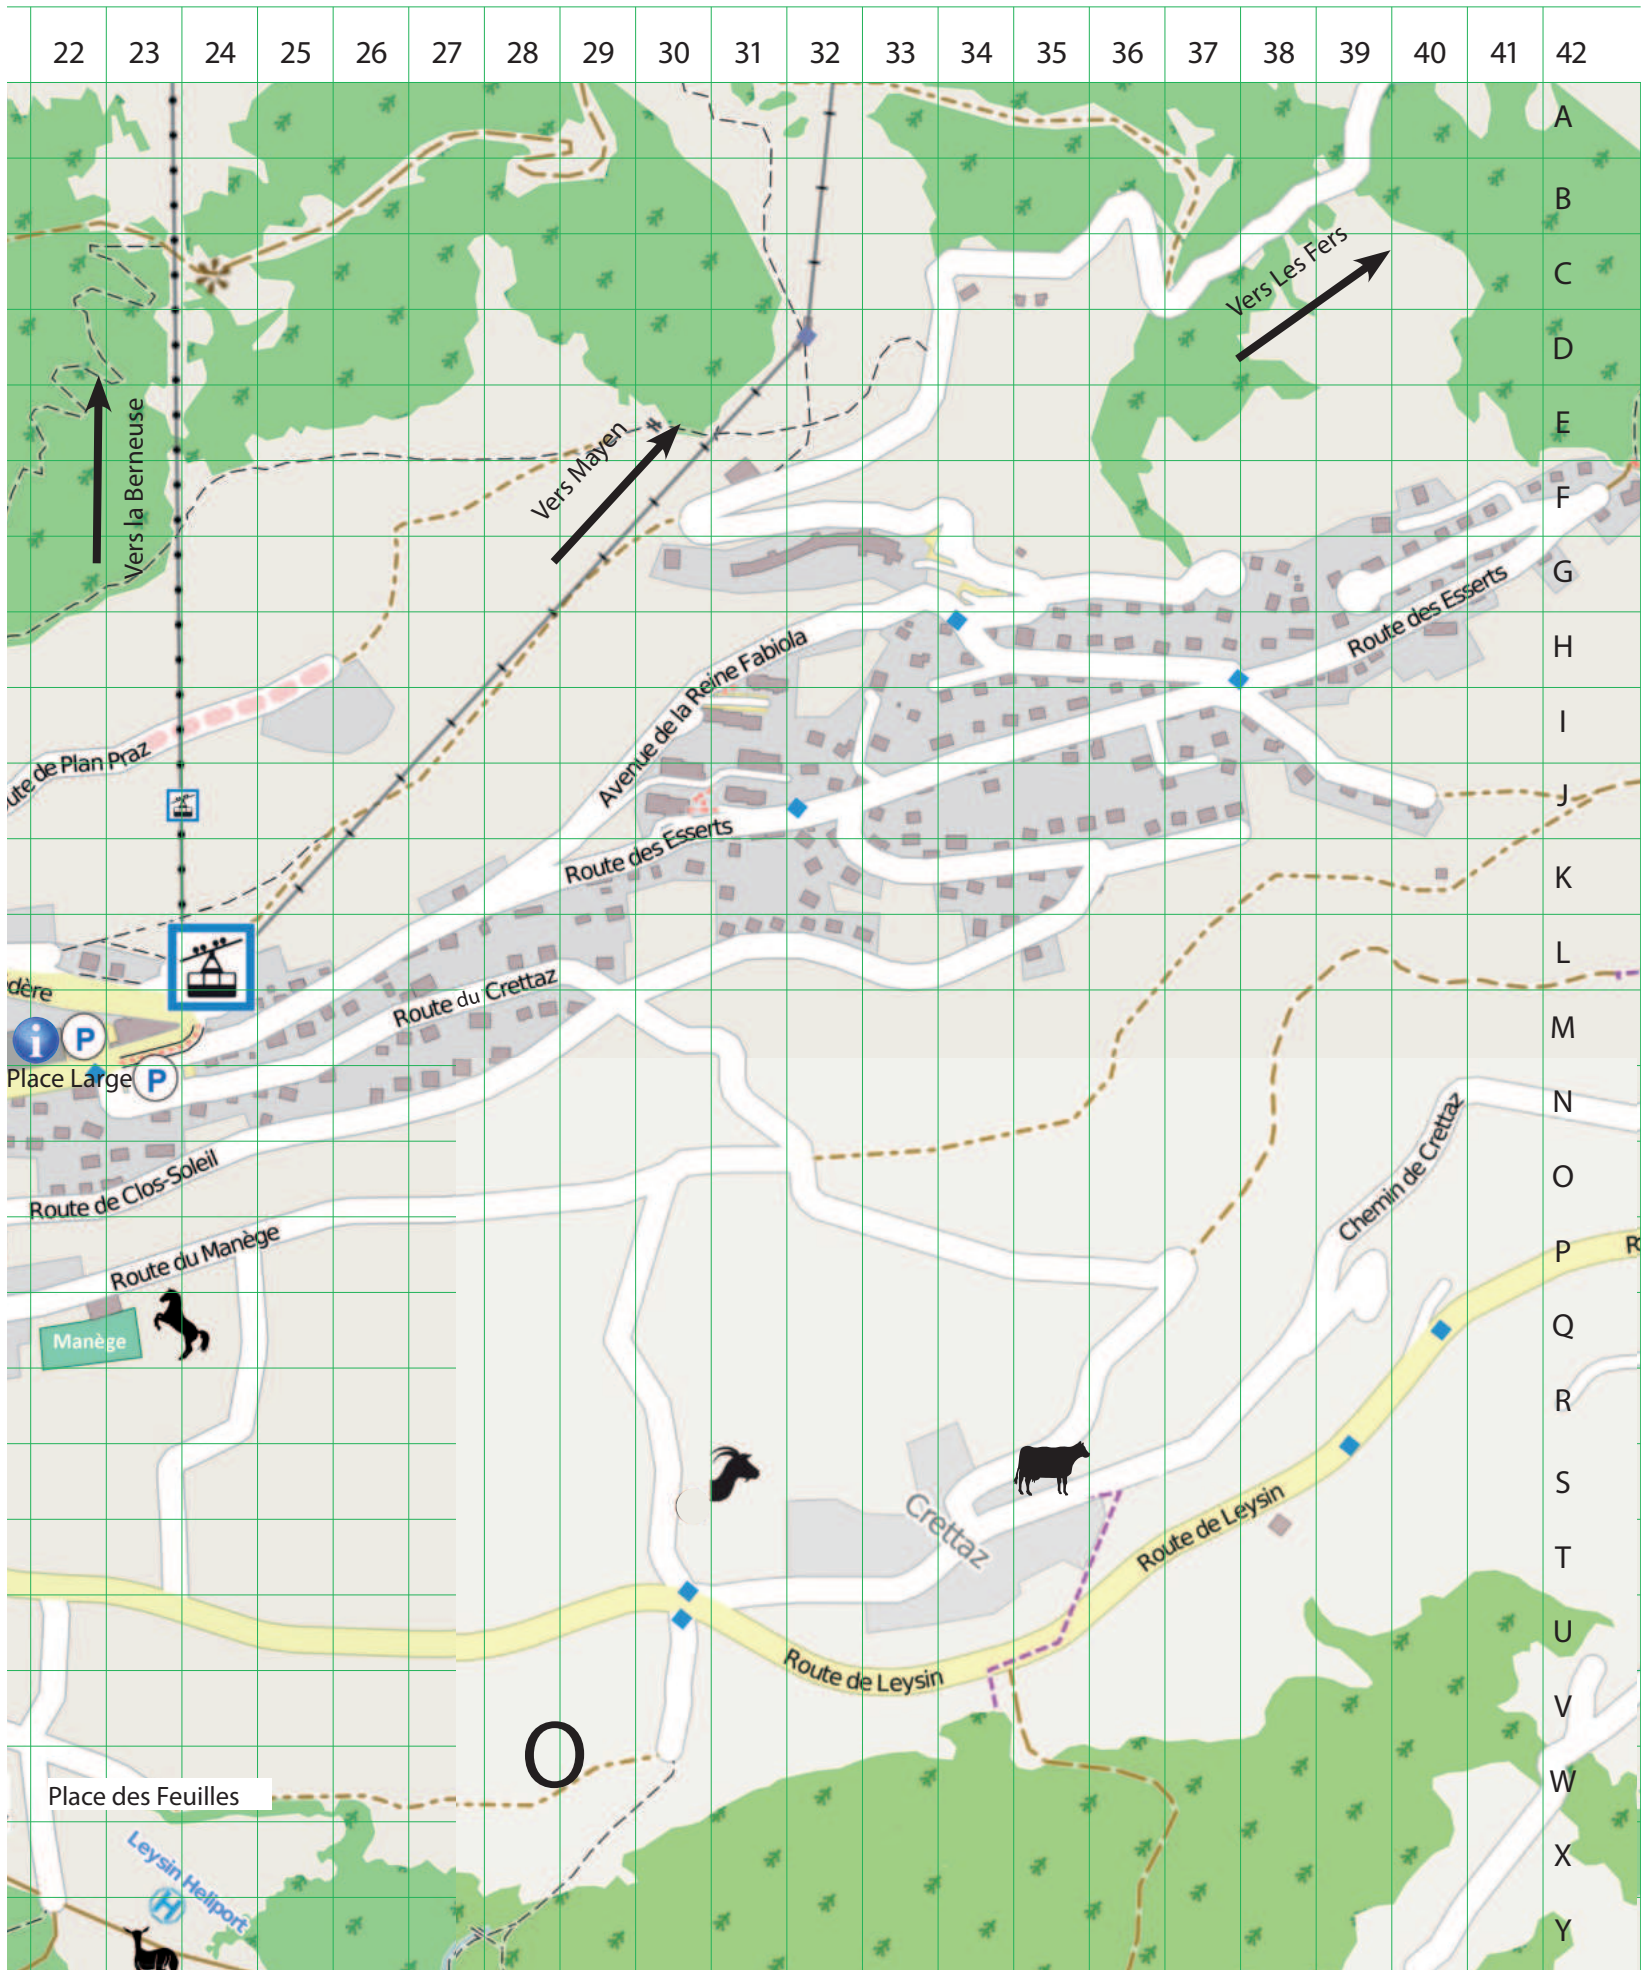 22 23 24 25 26 27 28 29 30 31 32 33 34 35 36 37 38 39 40 41 42
A
B
Vers Les Fers
C
D
Vers la Berneuse
E
Vers Mayen
F
G
Route des Esserts
H
Avenue de la Reine Fabiola
I
ute de Plan Praz
J
Route des Esserts
K
L
dère
Route du Crettaz
M
i P
Place Large P
N
Chemin de Crettaz
O
Route de Clos-Soleil
Route du Manège
P
R
Q
Manège
R
S
Crettaz
Route de Leysin
T
U
Route de Leysin
V
O
W
Place des Feuilles
X
Leysin Heliport
H
Y